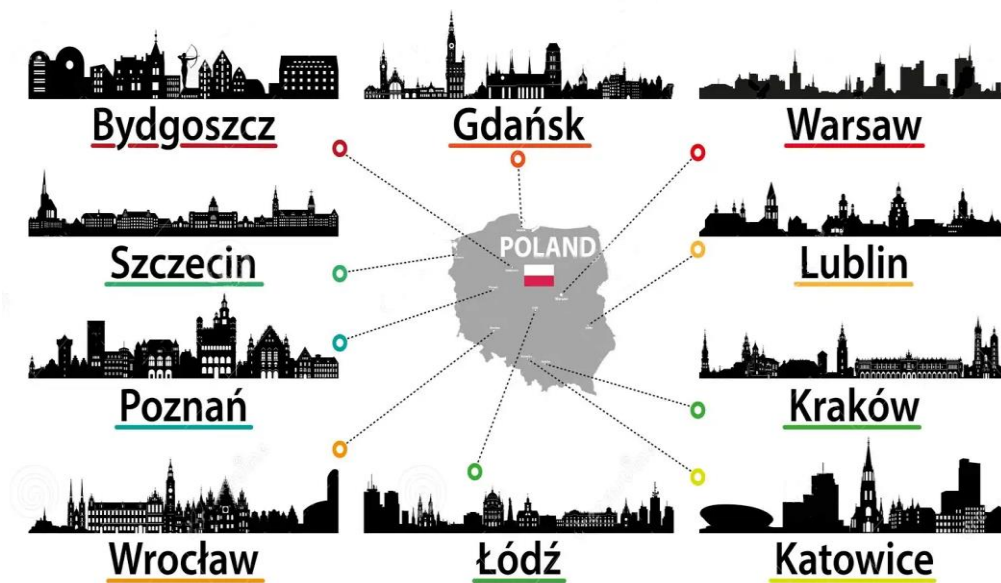 Bydgoszcz
Gdańsk
Warsaw
Szczecin
POLAND
Lublin
Poznań
Kraków
Wrocław
Łódź
Katowice